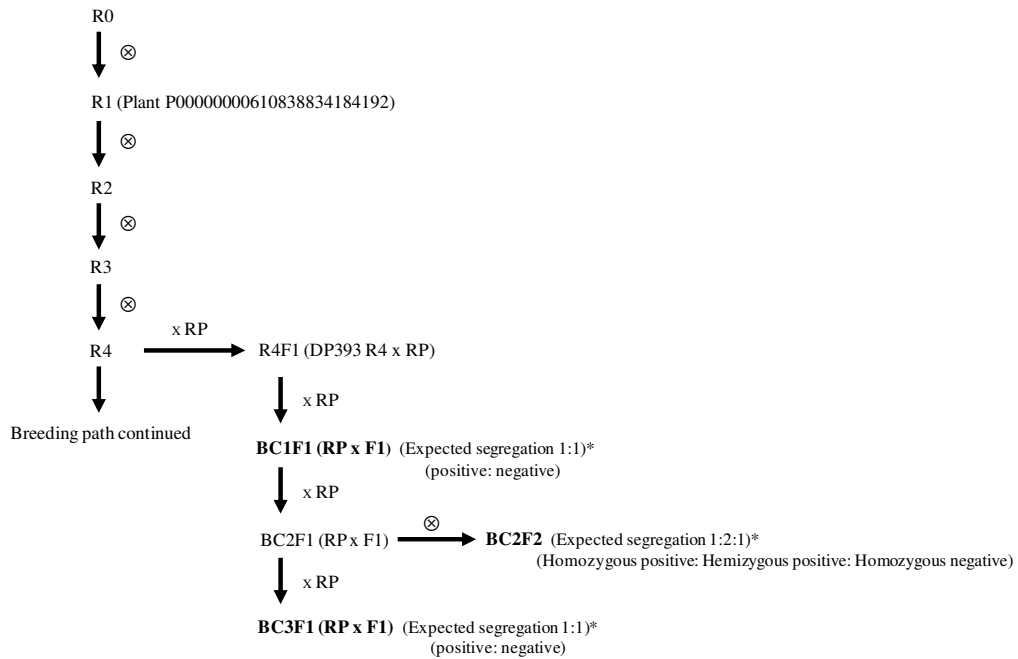 R0
⊗
R1 (Plant P00000000610838834184192)
⊗
R2
⊗
R3
⊗
x RP
R4
R4F1 (DP393 R4 x RP)
x RP
Breeding path continued
BC1F1 (RP x F1) (Expected segregation 1:1)*
(positive: negative)
x RP
⊗
BC2F1 (RP x F1)
BC2F2 (Expected segregation 1:2:1)*
(Homozygous positive: Hemizygous positive: Homozygous negative)
x RP
BC3F1 (RP x F1) (Expected segregation 1:1)*
(positive: negative)